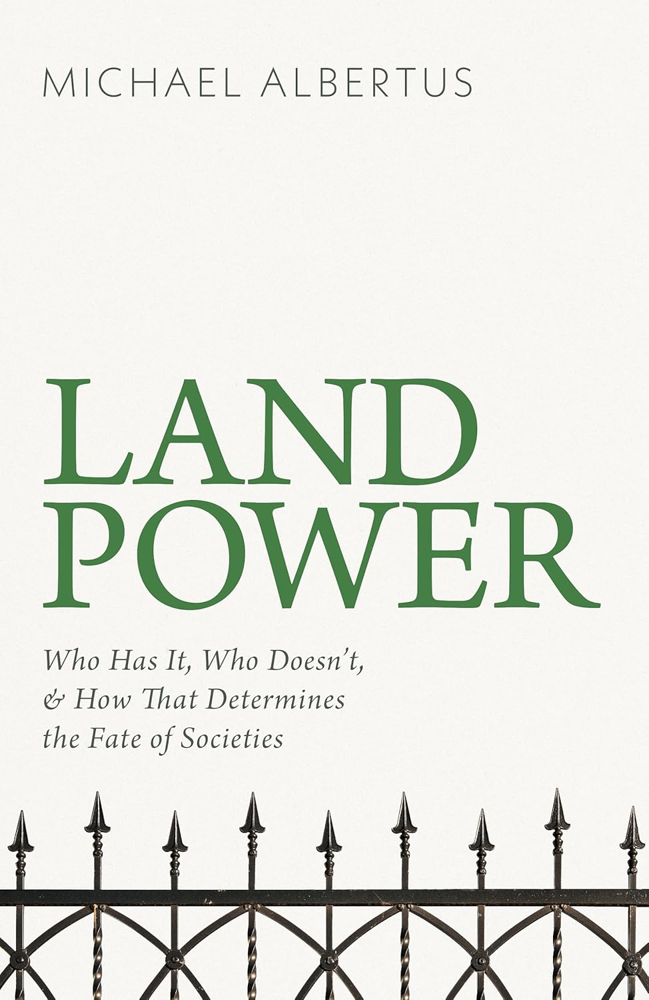 MICHAEL ALBERTUS
LAND
POWER
Who Has It, Who Doesn’t,
& How That Determines
the Fate of Societies